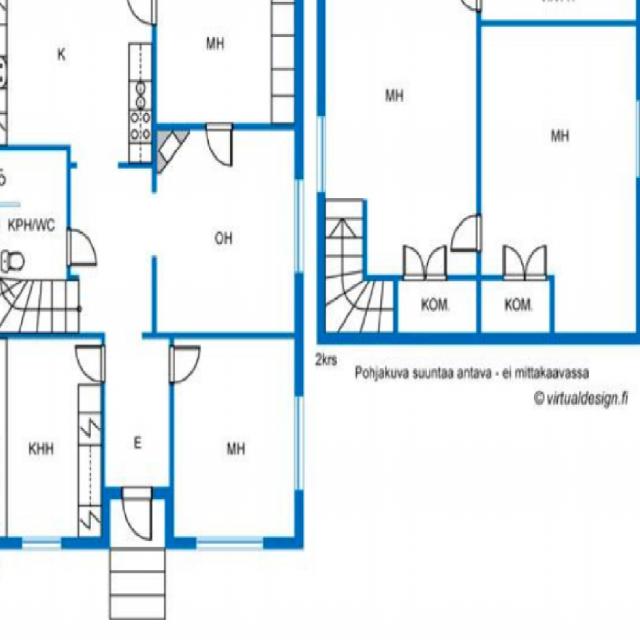 K
MH
MH
MH
KPH/WC
OH
KOM.
KOM.
2krs
Pohjakuva suuntaa antava - ei mittakaavassa
© virtualdesign.fi
KHH
E
MH